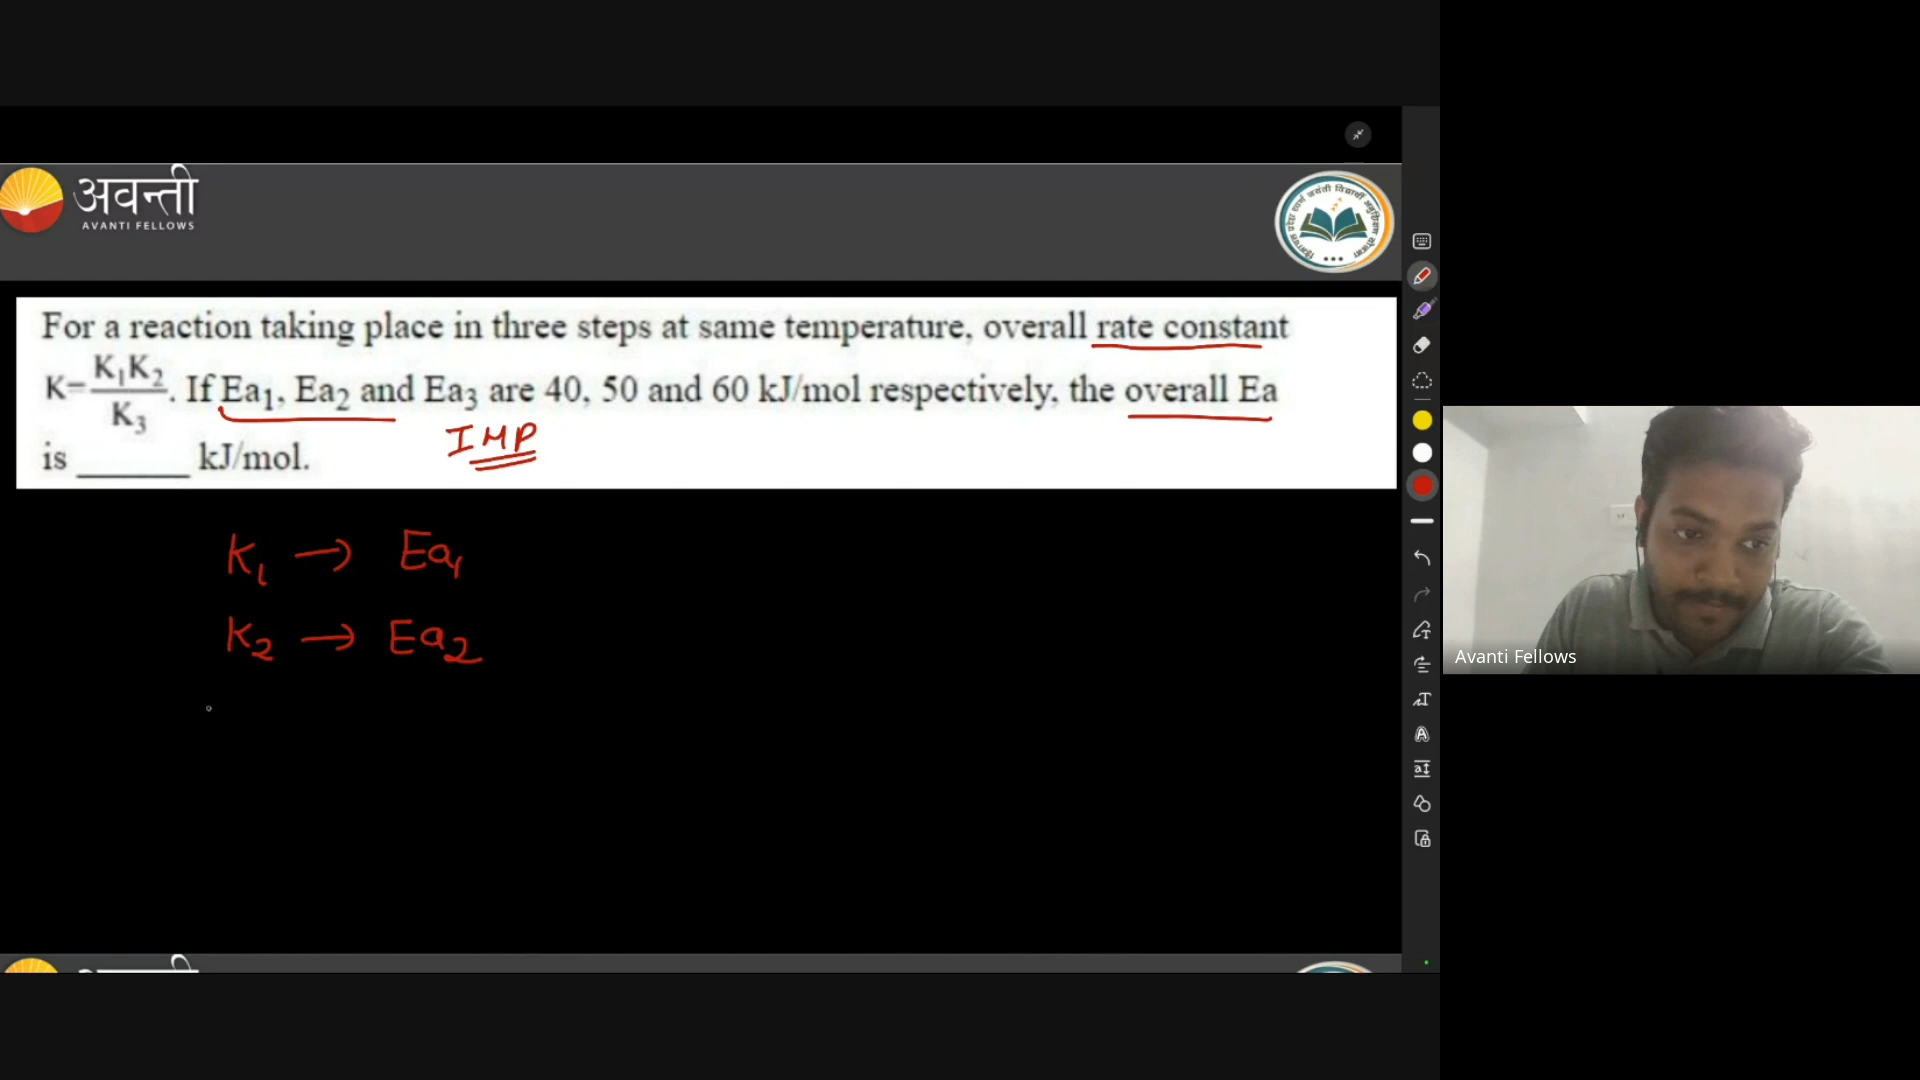 अवन्ती
AVANTI FELLOWS
For a reaction taking place in three steps at same temperature, overall rate constant
K=K₁K₂/K₃. If Ea₁, Ea₂ and Ea₃ are 40, 50 and 60 kJ/mol respectively, the overall Ea
is ________ kJ/mol.
IMP
K₁ → Ea₁
K₂ → Ea₂
Avanti Fellows